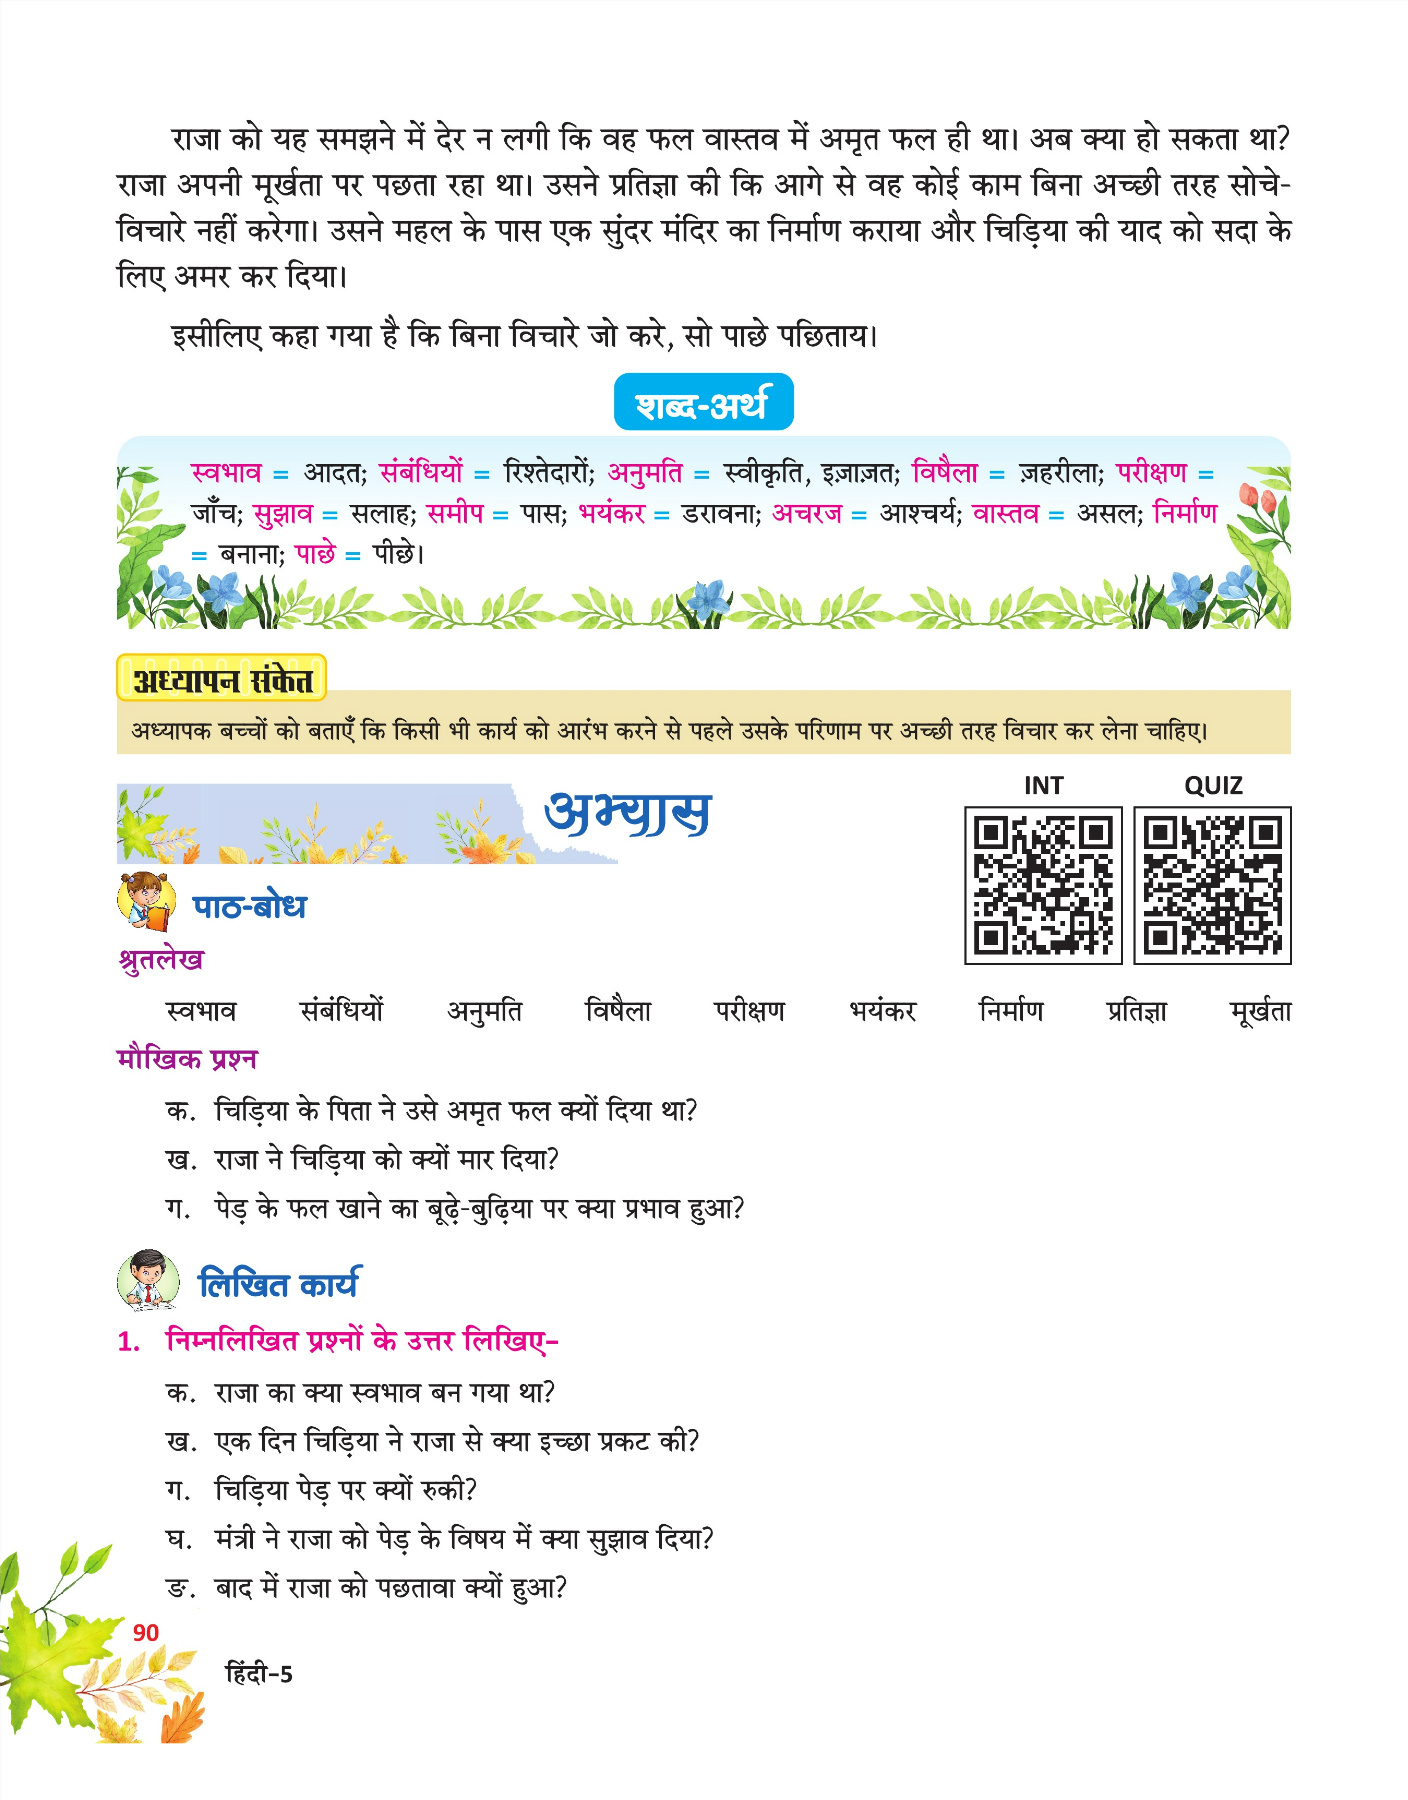 राजा को यह समझने में देर न लगी कि वह फल वास्तव में अमृत फल ही था। अब क्या हो सकता था?
राजा अपनी मूर्खता पर पछता रहा था। उसने प्रतिज्ञा की कि आगे से वह कोई काम बिना अच्छी तरह सोचे-
विचारे नहीं करेगा। उसने महल के पास एक सुंदर मंदिर का निर्माण कराया और चिड़िया की याद को सदा के
लिए अमर कर दिया।
इसीलिए कहा गया है कि बिना विचारे जो करे, सो पाछे पछिताय।
शब्द-अर्थ
स्वभाव = आदत; संबंधियों = रिश्तेदारों; अनुमति = स्वीकृति, इज़ाज़त; विषैला = ज़हरीला; परीक्षण =
जाँच; सुझाव = सलाह; समीप = पास; भयंकर = डरावना; अचरज = आश्चर्य; वास्तव = असल; निर्माण
= बनाना; पाछे = पीछे।
अध्यापन संकेत
अध्यापक बच्चों को बताएँ कि किसी भी कार्य को आरंभ करने से पहले उसके परिणाम पर अच्छी तरह विचार कर लेना चाहिए।
अभ्यास
INT QUIZ
पाठ-बोध
श्रुतलेख
स्वभाव संबंधियों अनुमति विषैला परीक्षण भयंकर निर्माण प्रतिज्ञा मूर्खता
मौखिक प्रश्न
क. चिड़िया के पिता ने उसे अमृत फल क्यों दिया था?
ख. राजा ने चिड़िया को क्यों मार दिया?
ग. पेड़ के फल खाने का बूढ़े-बुढ़िया पर क्या प्रभाव हुआ?
लिखित कार्य
1. निम्नलिखित प्रश्नों के उत्तर लिखिए–
क. राजा का क्या स्वभाव बन गया था?
ख. एक दिन चिड़िया ने राजा से क्या इच्छा प्रकट की?
ग. चिड़िया पेड़ पर क्यों रुकी?
घ. मंत्री ने राजा को पेड़ के विषय में क्या सुझाव दिया?
ङ. बाद में राजा को पछतावा क्यों हुआ?
90
हिंदी–5